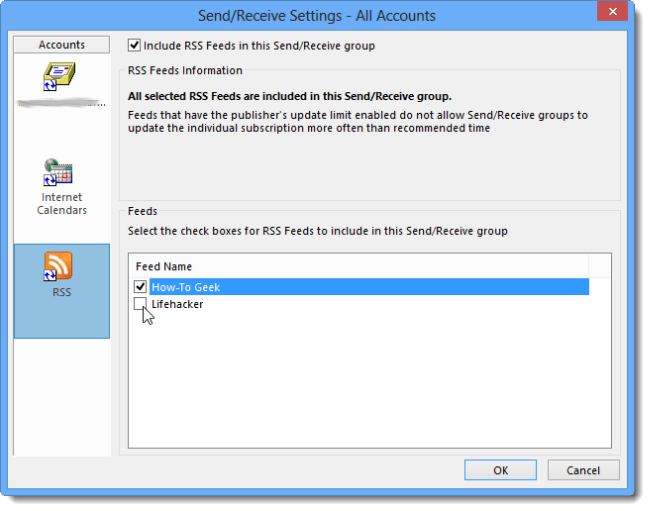 Send/Receive Settings - All Accounts
Accounts
Internet
Calendars
RSS
Include RSS Feeds in this Send/Receive group
RSS Feeds Information
All selected RSS Feeds are included in this Send/Receive group.
Feeds that have the publisher's update limit enabled do not allow Send/Receive groups to
update the individual subscription more often than recommended time
Feeds
Select the check boxes for RSS Feeds to include in this Send/Receive group
Feed Name
How-To Geek
Lifehacker
OK
Cancel